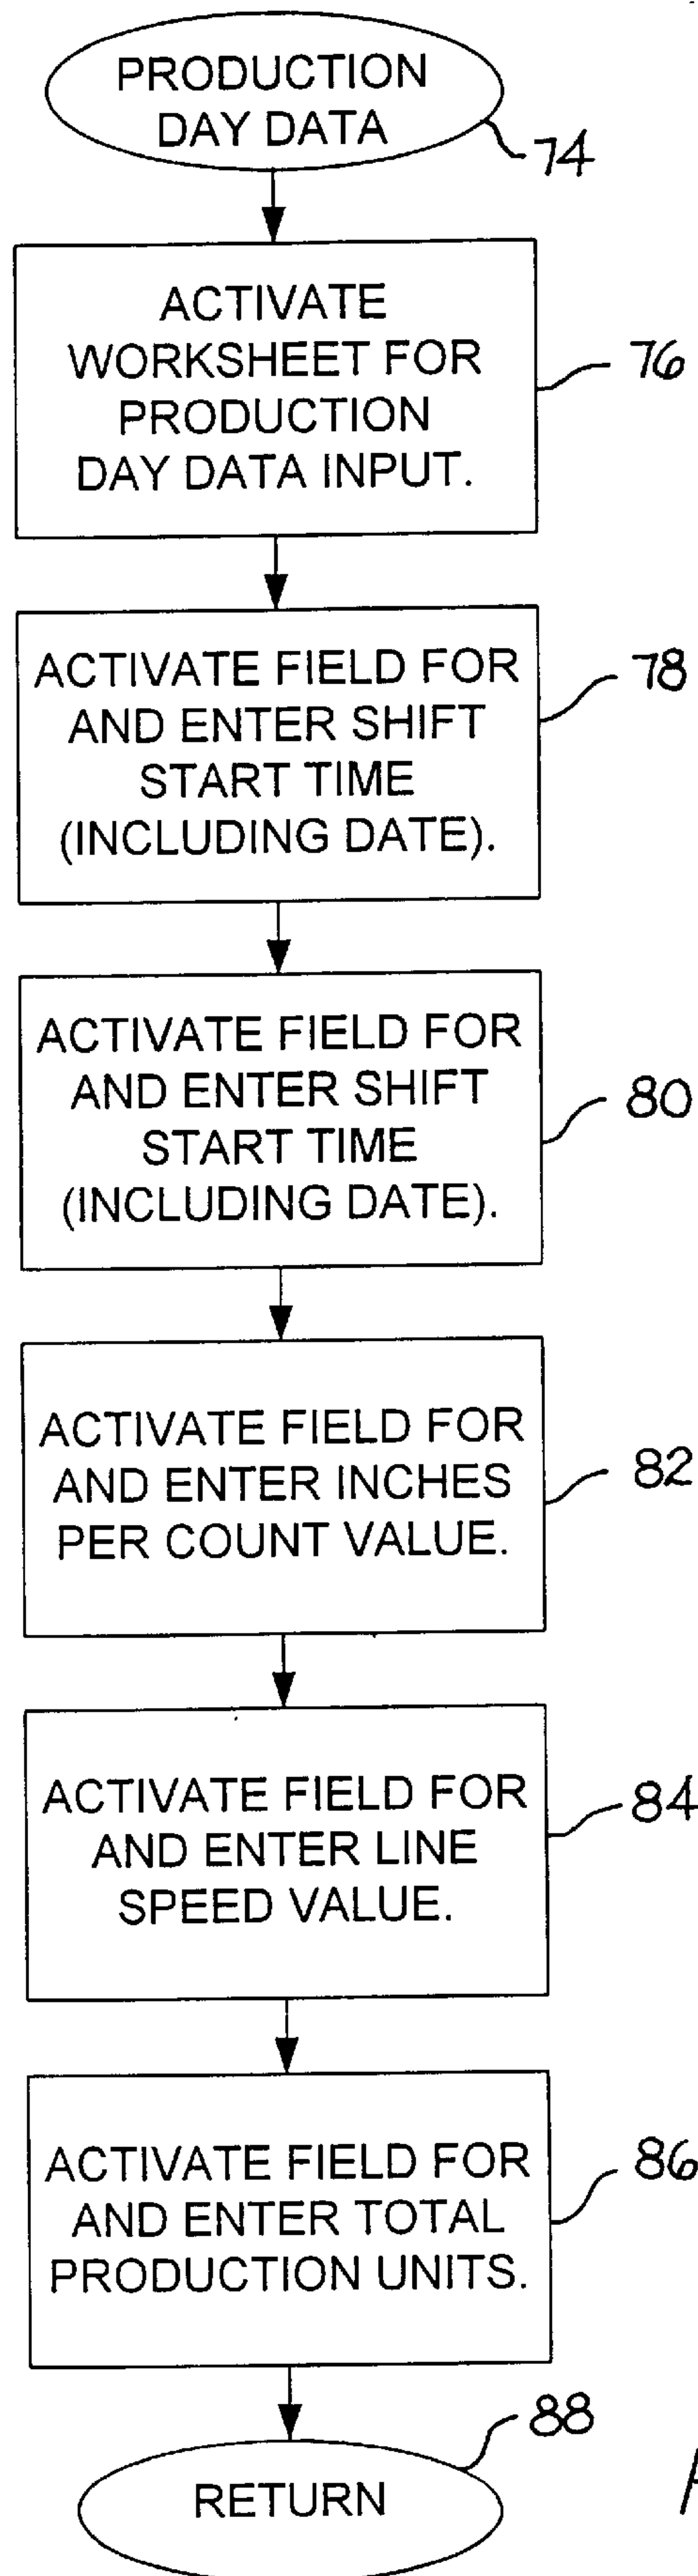 PRODUCTION
DAY DATA
74
ACTIVATE
WORKSHEET FOR
PRODUCTION
DAY DATA INPUT.
76
ACTIVATE FIELD FOR
AND ENTER SHIFT
START TIME
(INCLUDING DATE).
78
ACTIVATE FIELD FOR
AND ENTER SHIFT
START TIME
(INCLUDING DATE).
80
ACTIVATE FIELD FOR
AND ENTER INCHES
PER COUNT VALUE.
82
ACTIVATE FIELD FOR
AND ENTER LINE
SPEED VALUE.
84
ACTIVATE FIELD FOR
AND ENTER TOTAL
PRODUCTION UNITS.
86
88
RETURN